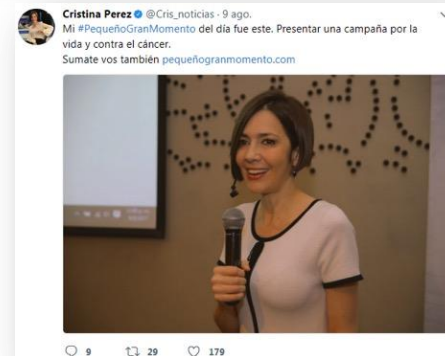 Cristina Perez @Cris_noticias · 9 ago.
Mi #PequeñoGranMomento del día fue este. Presentar una campaña por la
vida y contra el cáncer.
Sumate vos también pequeñogranmomento.com
9 29 179